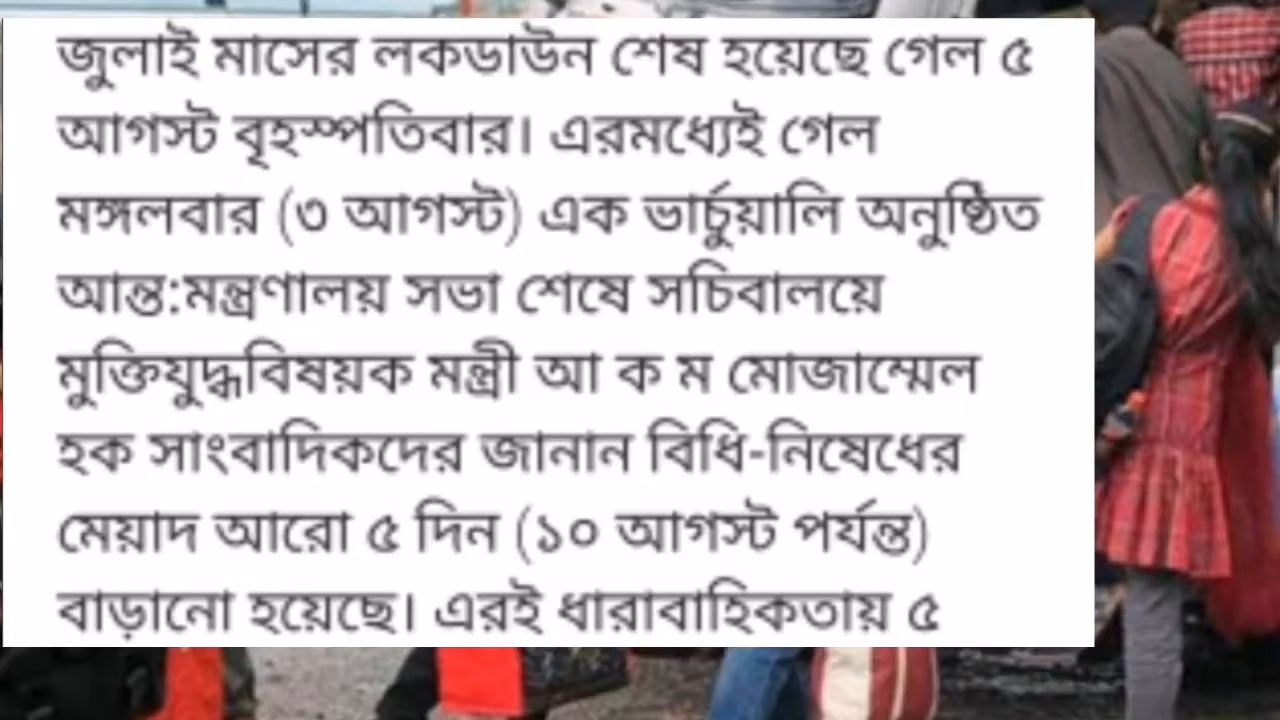 জুলাই মাসের লকডাউন শেষ হয়েছে গেল ৫
আগস্ট বৃহস্পতিবার। এরমধ্যেই গেল
মঙ্গলবার (৩ আগস্ট) এক ভার্চুয়ালি অনুষ্ঠিত
আন্ত:মন্ত্রণালয় সভা শেষে সচিবালয়ে
মুক্তিযুদ্ধবিষয়ক মন্ত্রী আ ক ম মোজাম্মেল
হক সাংবাদিকদের জানান বিধি-নিষেধের
মেয়াদ আরো ৫ দিন (১০ আগস্ট পর্যন্ত)
বাড়ানো হয়েছে। এরই ধারাবাহিকতায় ৫